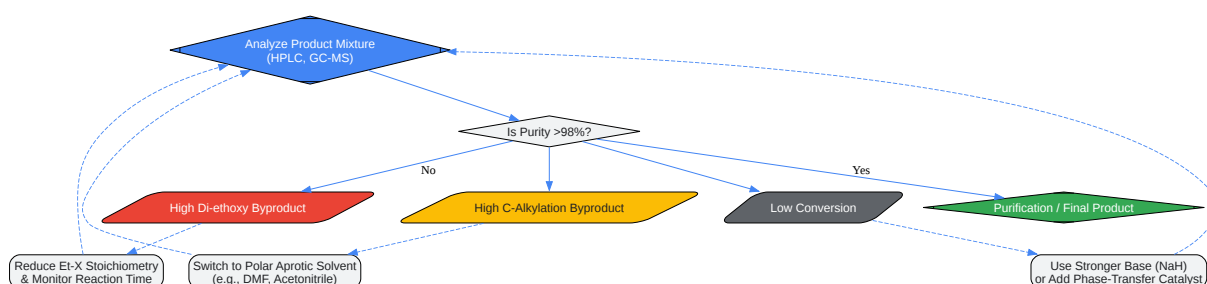 Analyze Product Mixture
(HPLC, GC-MS)
Is Purity >98%?
No
Yes
High Di-ethoxy Byproduct
High C-Alkylation Byproduct
Low Conversion
Purification / Final Product
Reduce Et-X Stoichiometry
& Monitor Reaction Time
Switch to Polar Aprotic Solvent
(e.g., DMF, Acetonitrile)
Use Stronger Base (NaH)
or Add Phase-Transfer Catalyst